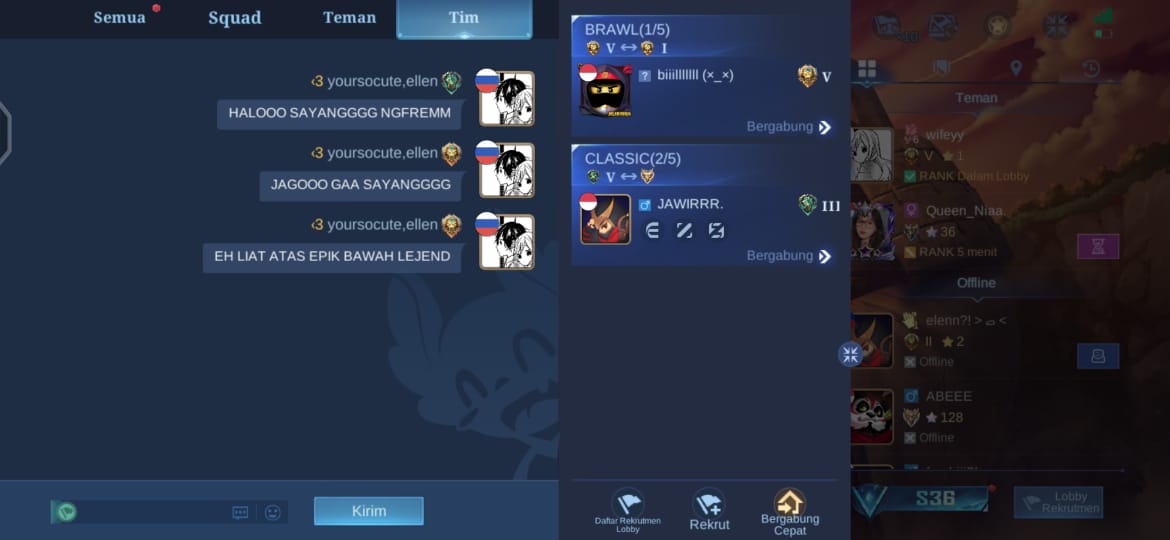 Semua
Squad
Teman
Tim
‹3 yoursocute,ellen
HALOOO SAYANGGGG NGFREMM
‹3 yoursocute,ellen
JAGOOO GAA SAYANGGGG
‹3 yoursocute,ellen
EH LIAT ATAS EPIK BAWAH LEJEND
Kirim
BRAWL(1/5)
V ↔ I
? biiilllllll (×_×)
V
Bergabung
CLASSIC(2/5)
V ↔
JAWIRRR.
III
Bergabung
Daftar Rekrutmen
Lobby
Rekrut
Bergabung
Cepat
Teman
wifeyy
V ★1
RANK Dalam Lobby
Queen_Niaa.
★36
RANK 5 menit
Offline
elenn?! > ⌓ <
II ★2
Offline
ABEEE
★128
Offline
S36
Lobby
Rekrutmen